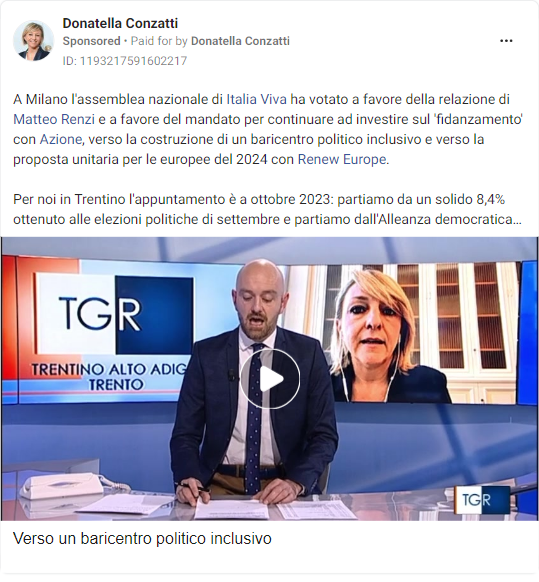 Donatella Conzatti
Sponsored • Paid for by Donatella Conzatti
ID: 1193217591602217
A Milano l'assemblea nazionale di Italia Viva ha votato a favore della relazione di
Matteo Renzi e a favore del mandato per continuare ad investire sul 'fidanzamento'
con Azione, verso la costruzione di un baricentro politico inclusivo e verso la
proposta unitaria per le europee del 2024 con Renew Europe.
Per noi in Trentino l'appuntamento è a ottobre 2023: partiamo da un solido 8,4%
ottenuto alle elezioni politiche di settembre e partiamo dall'Alleanza democratica...
TGR
TRENTINO ALTO ADIG
TRENTO
TGR
Verso un baricentro politico inclusivo